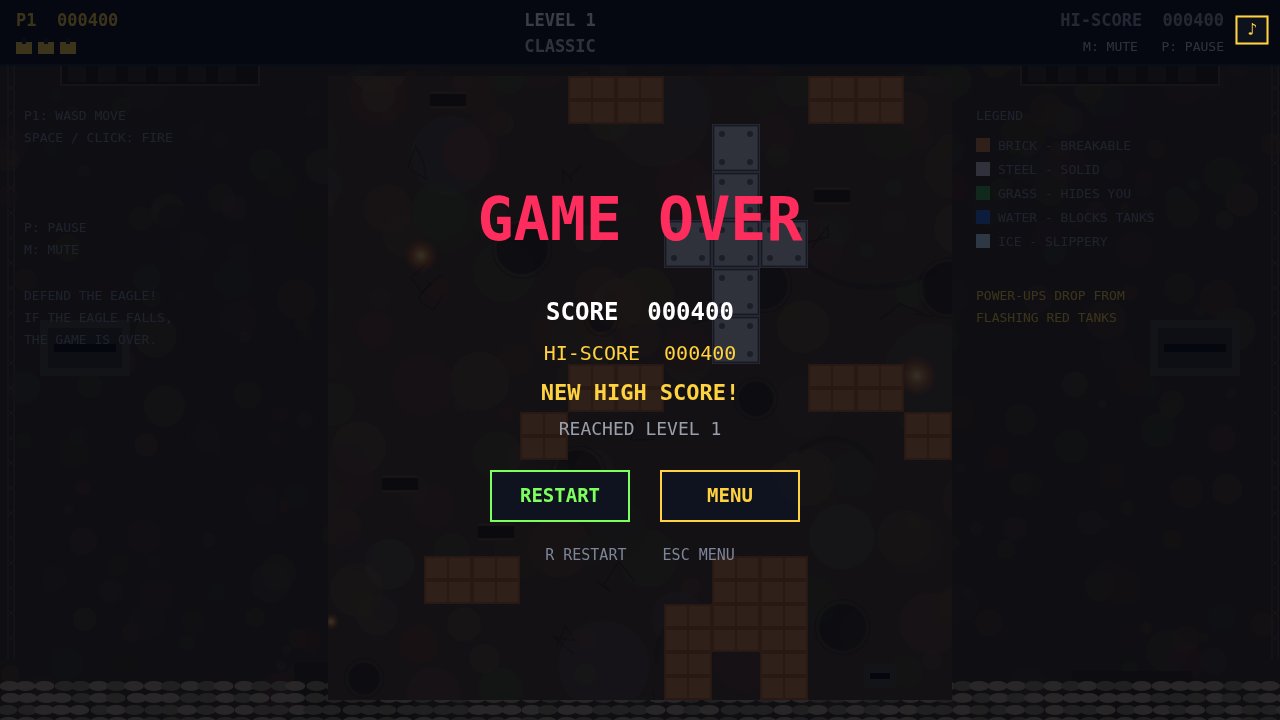 P1  000400
LEVEL 1
CLASSIC
HI-SCORE  000400
M: MUTE   P: PAUSE
♪
P1: WASD MOVE
SPACE / CLICK: FIRE
P: PAUSE
M: MUTE
DEFEND THE EAGLE!
IF THE EAGLE FALLS,
THE GAME IS OVER.
GAME OVER
SCORE  000400
HI-SCORE  000400
NEW HIGH SCORE!
REACHED LEVEL 1
RESTART
MENU
R RESTART
ESC MENU
LEGEND
BRICK - BREAKABLE
STEEL - SOLID
GRASS - HIDES YOU
WATER - BLOCKS TANKS
ICE - SLIPPERY
POWER-UPS DROP FROM
FLASHING RED TANKS